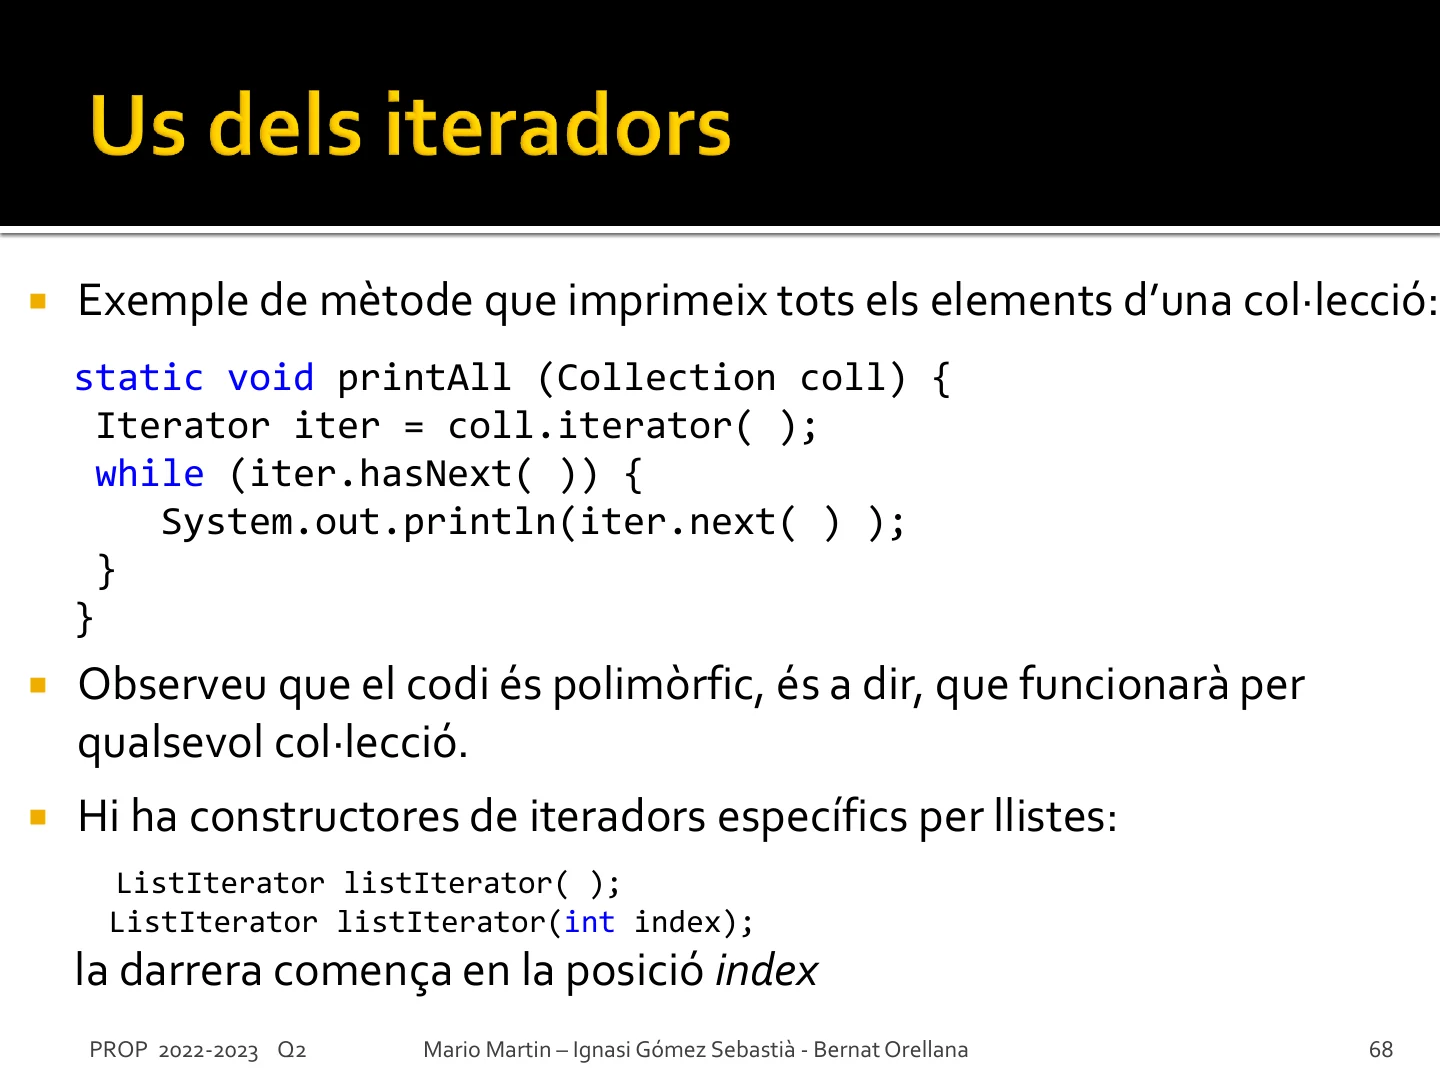 Us dels iteradors
Exemple de mètode que imprimeix tots els elements d’una col·lecció:
static void printAll (Collection coll) {
Iterator iter = coll.iterator( );
while (iter.hasNext( )) {
System.out.println(iter.next( ) );
}
}
Observeu que el codi és polimòrfic, és a dir, que funcionarà per
qualsevol col·lecció.
Hi ha constructores de iteradors específics per llistes:
ListIterator listIterator( );
ListIterator listIterator(int index);
la darrera comença en la posició index
PROP 2022-2023 Q2 Mario Martin – Ignasi Gómez Sebastià - Bernat Orellana 68